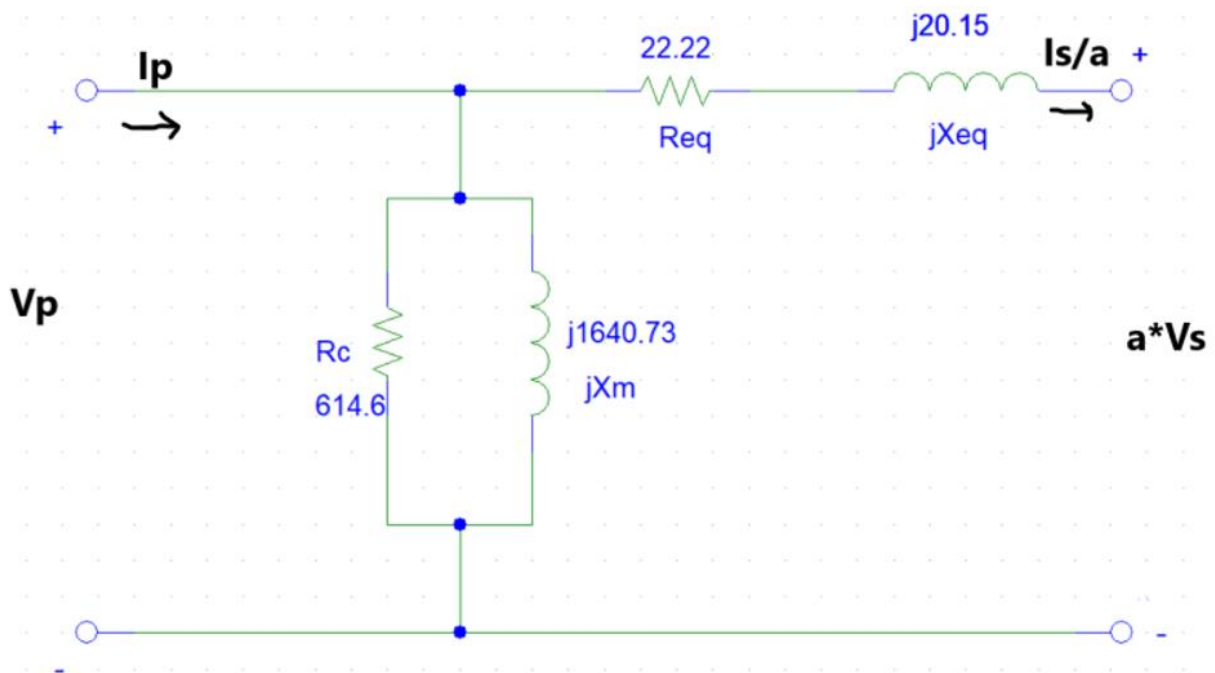 j20.15
22.22
Is/a +
Ip
+
Req
jXeq
Vp
j1640.73
a*Vs
Rc
jXm
614.6
-
-